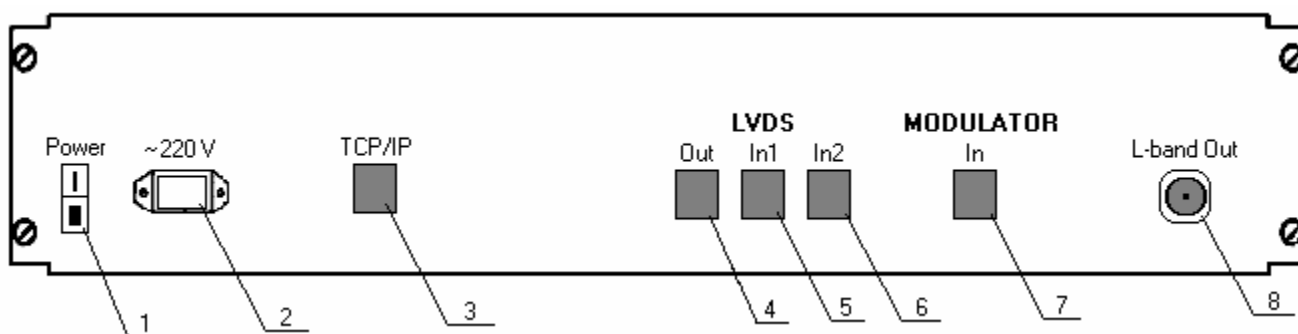 LVDS
MODULATOR
Power
~220 V
TCP/IP
Out
In1
In2
In
L-band Out
1
2
3
4
5
6
7
8